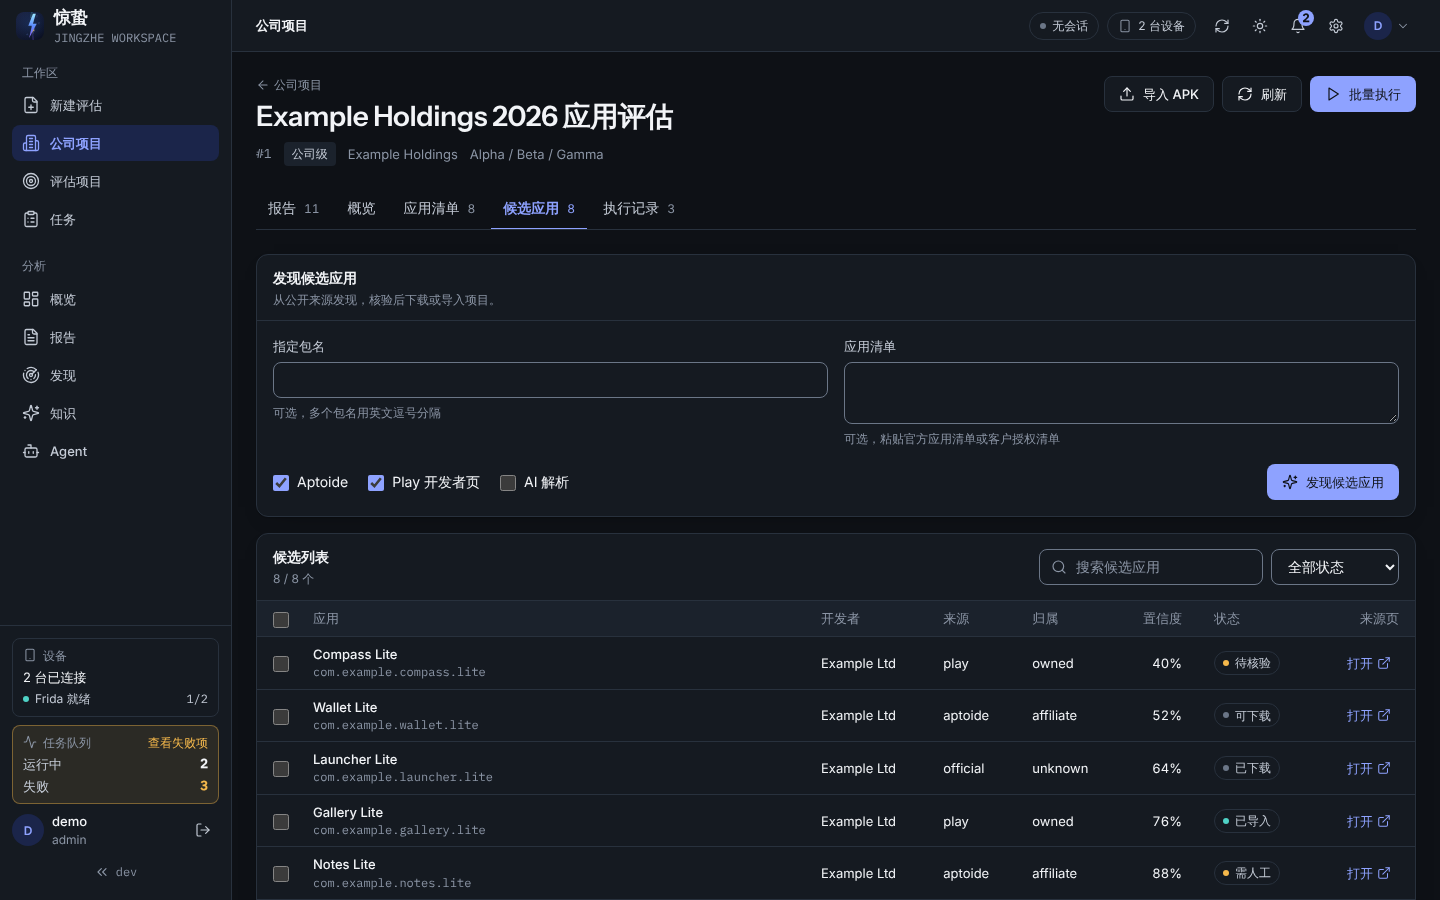 惊蛰
JINGZHE WORKSPACE
工作区
新建评估
公司项目
评估项目
任务
分析
概览
报告
发现
知识
Agent
设备
2 台已连接
Frida 就绪 1/2
任务队列 查看失败项
运行中 2
失败 3
D demo
admin
dev
公司项目
无会话
2 台设备
2
D
公司项目
Example Holdings 2026 应用评估
#1 公司级 Example Holdings Alpha / Beta / Gamma
导入 APK
刷新
批量执行
报告 11 概览 应用清单 8 候选应用 8 执行记录 3
发现候选应用
从公开来源发现，核验后下载或导入项目。
指定包名
可选，多个包名用英文逗号分隔
应用清单
可选，粘贴官方应用清单或客户授权清单
Aptoide Play 开发者页 AI 解析
发现候选应用
候选列表
8 / 8 个
搜索候选应用
全部状态
应用 开发者 来源 归属 置信度 状态 来源页
Compass Lite
com.example.compass.lite
Example Ltd play owned 40% 待核验 打开
Wallet Lite
com.example.wallet.lite
Example Ltd aptoide affiliate 52% 可下载 打开
Launcher Lite
com.example.launcher.lite
Example Ltd official unknown 64% 已下载 打开
Gallery Lite
com.example.gallery.lite
Example Ltd play owned 76% 已导入 打开
Notes Lite
com.example.notes.lite
Example Ltd aptoide affiliate 88% 需人工 打开